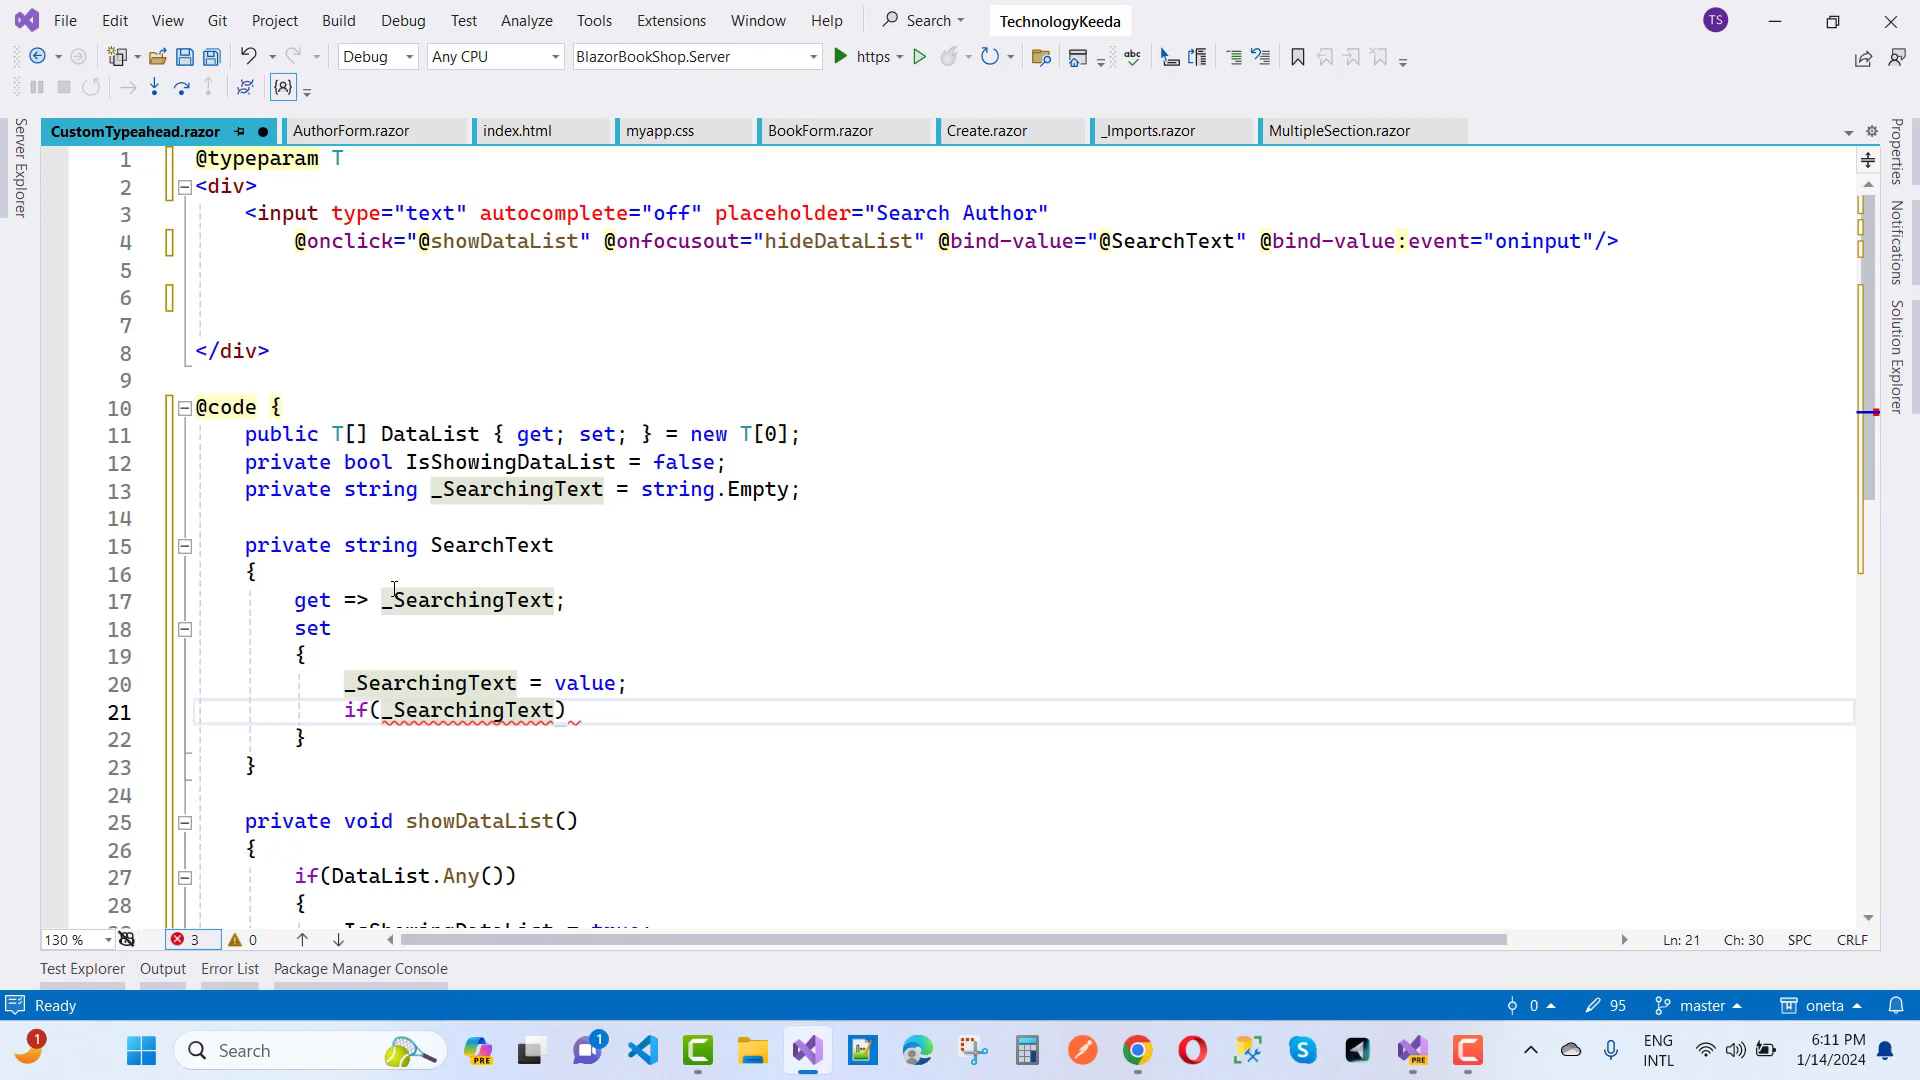 File Edit View Git Project Build Debug Test Analyze Tools Extensions Window Help Search TechnologyKeeda TS
Debug Any CPU BlazorBookShop.Server https
CustomTypeahead.razor AuthorForm.razor index.html myapp.css BookForm.razor Create.razor _Imports.razor MultipleSection.razor
Server Explorer
Properties
Notifications
Solution Explorer
1 @typeparam T
2 <div>
3 <input type="text" autocomplete="off" placeholder="Search Author"
4 @onclick="@showDataList" @onfocusout="hideDataList" @bind-value="@SearchText" @bind-value:event="oninput"/>
5
6
7
8 </div>
9
10 @code {
11 public T[] DataList { get; set; } = new T[0];
12 private bool IsShowingDataList = false;
13 private string _SearchingText = string.Empty;
14
15 private string SearchText
16 {
17 get => _SearchingText;
18 set
19 {
20 _SearchingText = value;
21 if(_SearchingText)
22 }
23 }
24
25 private void showDataList()
26 {
27 if(DataList.Any())
28 {
IsShowingDataList = true;
130 % 3 0 Ln: 21 Ch: 30 SPC CRLF
Test Explorer Output Error List Package Manager Console
Ready 0 95 master oneta
1 Search PRE 1 PRE ENG INTL 6:11 PM 1/14/2024